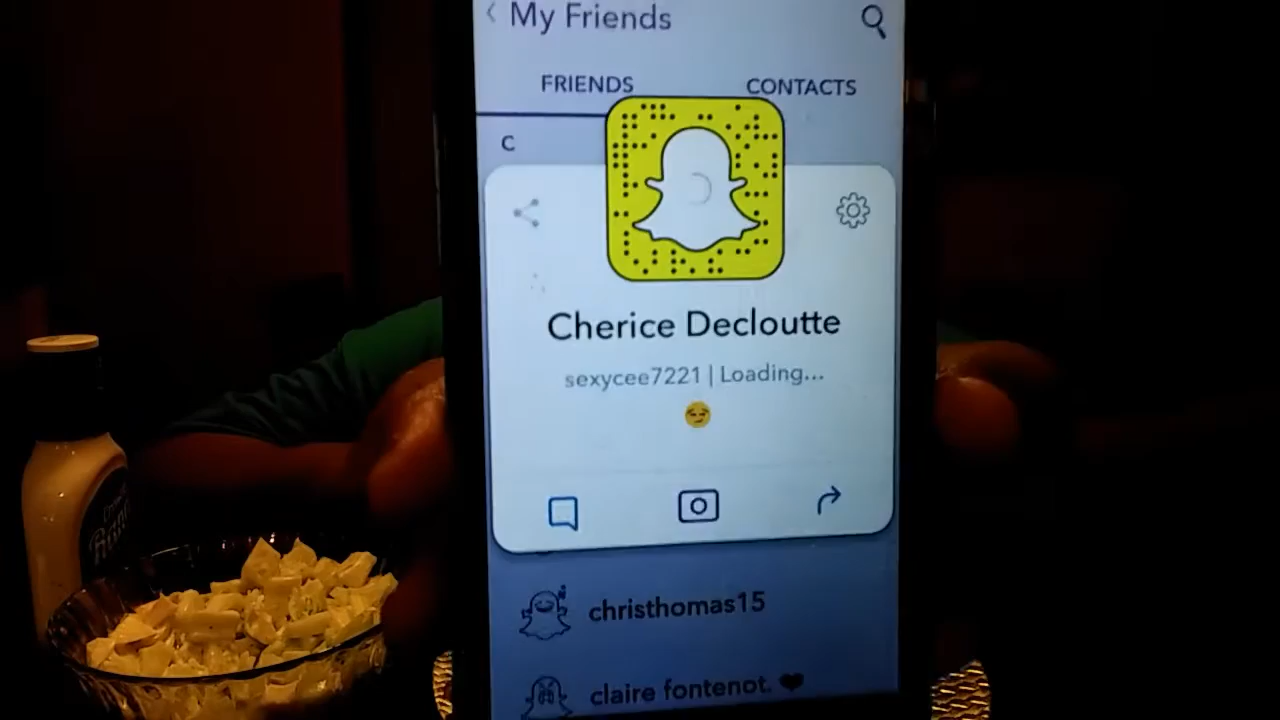 My Friends
FRIENDS CONTACTS
C
Cherice Decloutte
sexycee7221 | Loading...
christhomas15
claire fontenot.